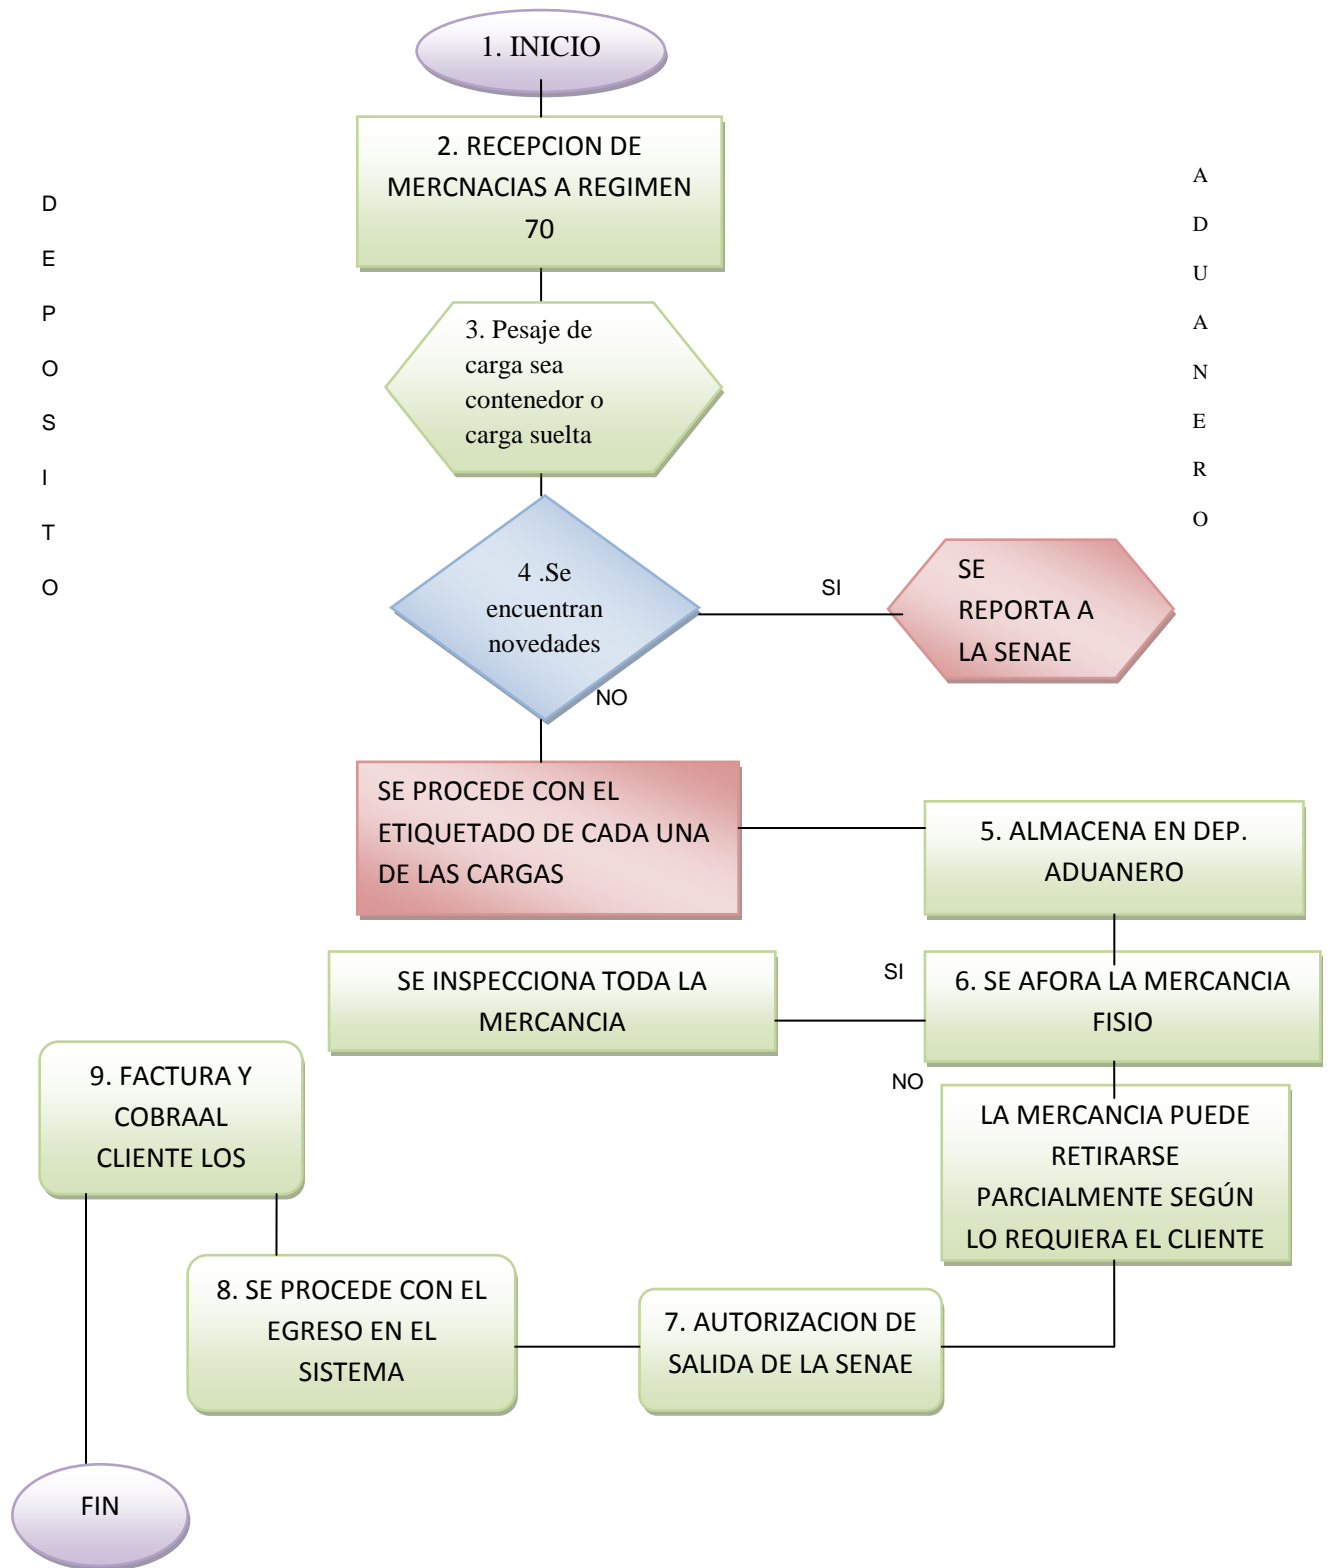 1. INICIO
2. RECEPCION DE
MERCNACIAS A REGIMEN
70
D
E
P
O
S
I
T
O
A
D
U
A
N
E
R
O
3. Pesaje de
carga sea
contenedor o
carga suelta
4 .Se
encuentran
novedades
SI
SE
REPORTA A
LA SENAE
NO
SE PROCEDE CON EL
ETIQUETADO DE CADA UNA
DE LAS CARGAS
5. ALMACENA EN DEP.
ADUANERO
6. SE AFORA LA MERCANCIA
FISIO
SI
SE INSPECCIONA TODA LA
MERCANCIA
NO
LA MERCANCIA PUEDE
RETIRARSE
PARCIALMENTE SEGÚN
LO REQUIERA EL CLIENTE
7. AUTORIZACION DE
SALIDA DE LA SENAE
8. SE PROCEDE CON EL
EGRESO EN EL
SISTEMA
9. FACTURA Y
COBRAAL
CLIENTE LOS
FIN